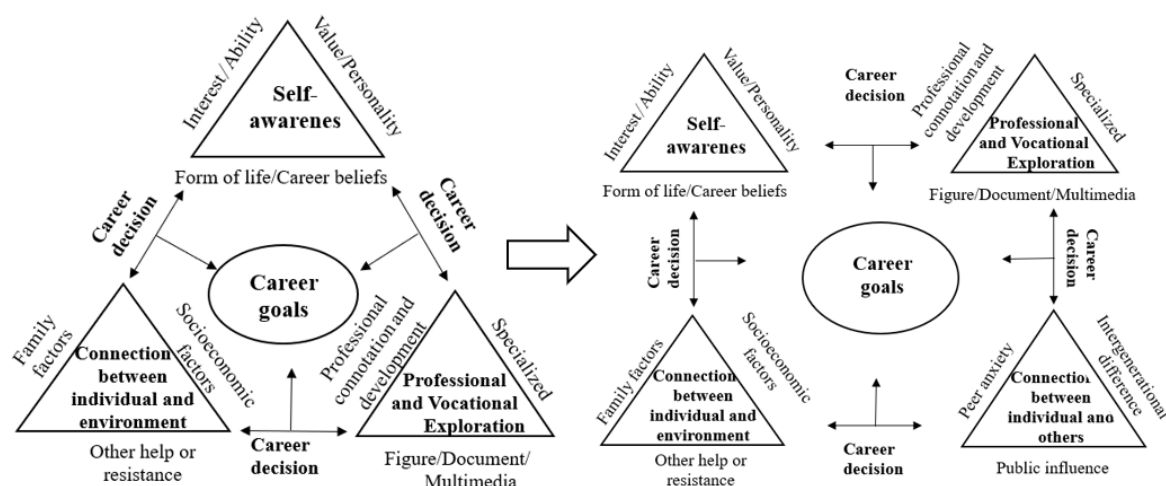 Interest/Ability
Value/Personality
Self-
awarenes
Form of life/Career beliefs
Career
decision
Career
decision
Career
goals
Family
factors
Socioeconomic
factors
Connection
between
individual and
environment
Other help or
resistance
Career
decision
Professional
connotation and
development
Specialized
Professional
and Vocational
Exploration
Figure/Document/
Multimedia
Interest/Ability
Value/Personality
Self-
awarenes
Form of life/Career beliefs
Career
decision
Professional
connotation and
development
Specialized
Professional
and Vocational
Exploration
Figure/Document/Multimedia
Career
decision
Career
goals
Career
decision
Family factors
Socioeconomic
factors
Connection
between
individual and
environment
Other help or
resistance
Career
decision
Peer anxiety
Intergenerational
difference
Connection
between
individual and
others
Public influence